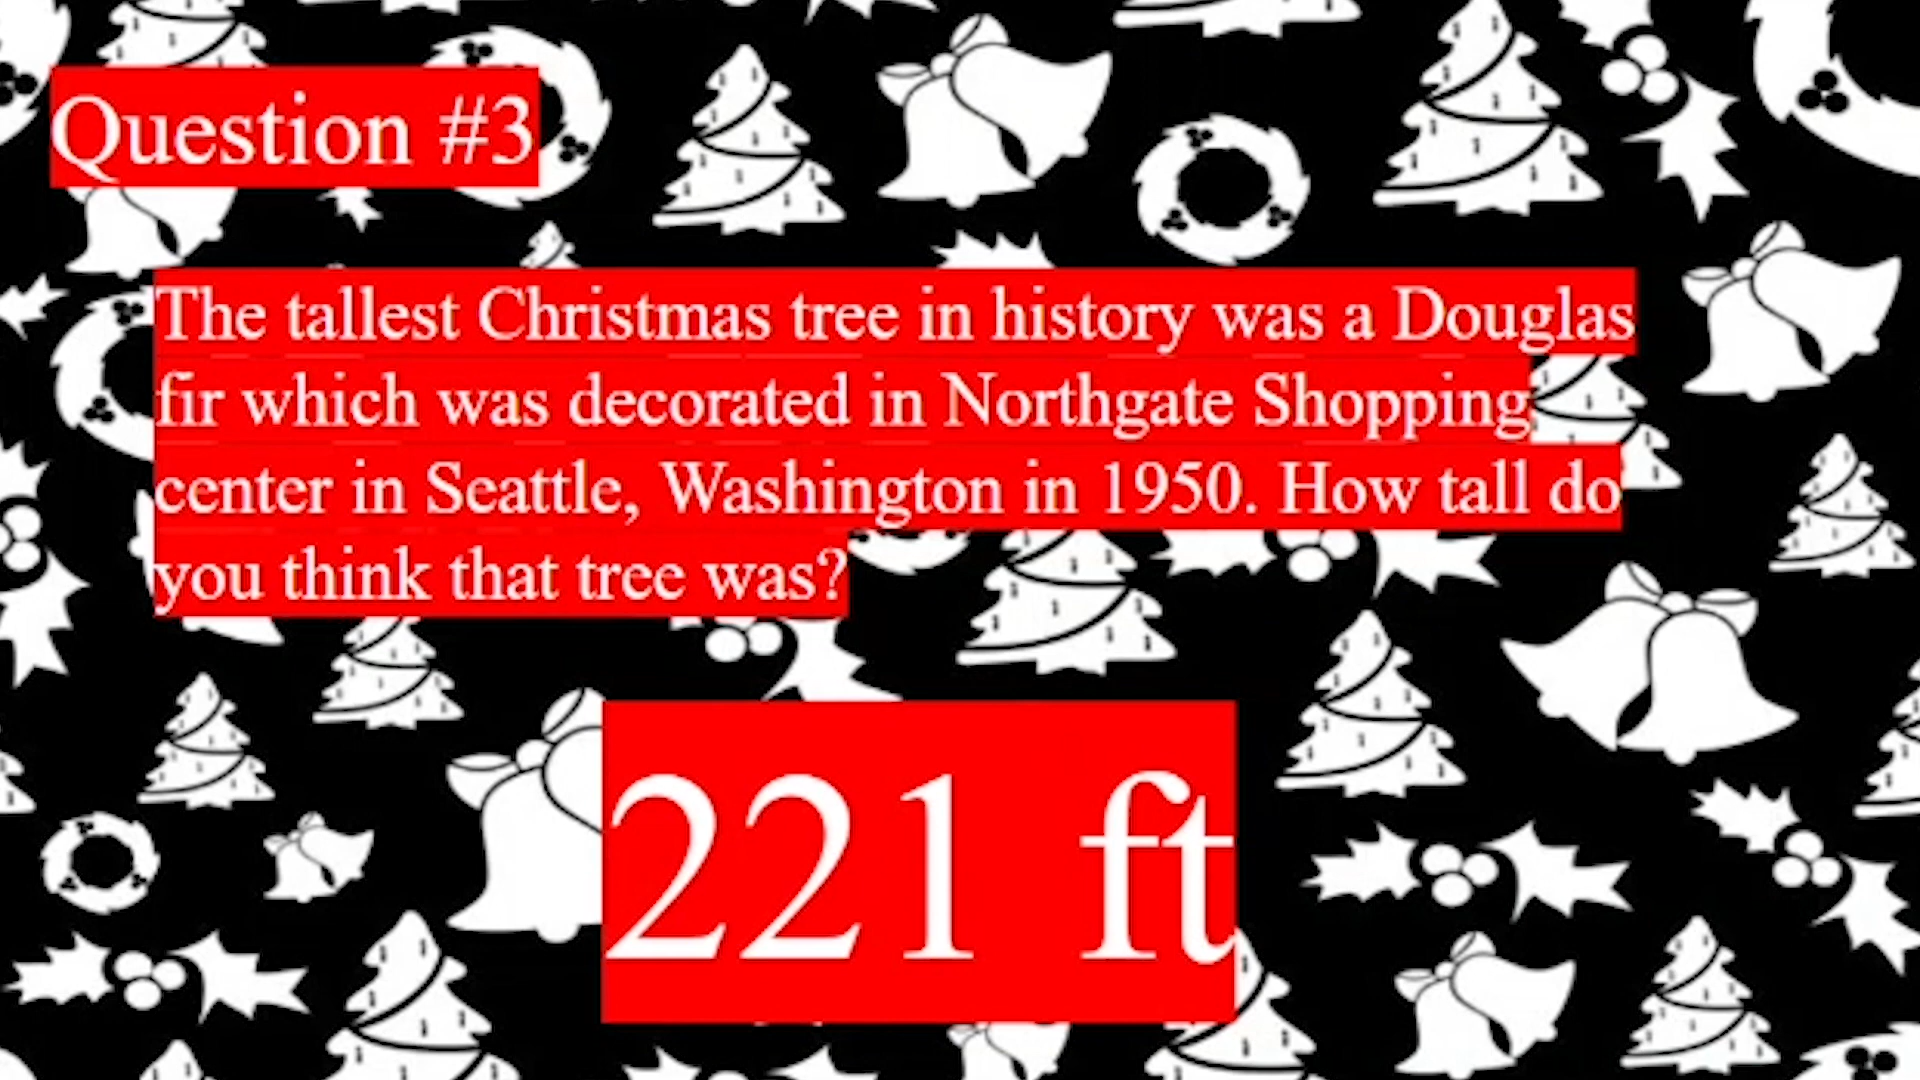 Question #3
The tallest Christmas tree in history was a Douglas
fir which was decorated in Northgate Shopping
center in Seattle, Washington in 1950. How tall do
you think that tree was?
221 ft